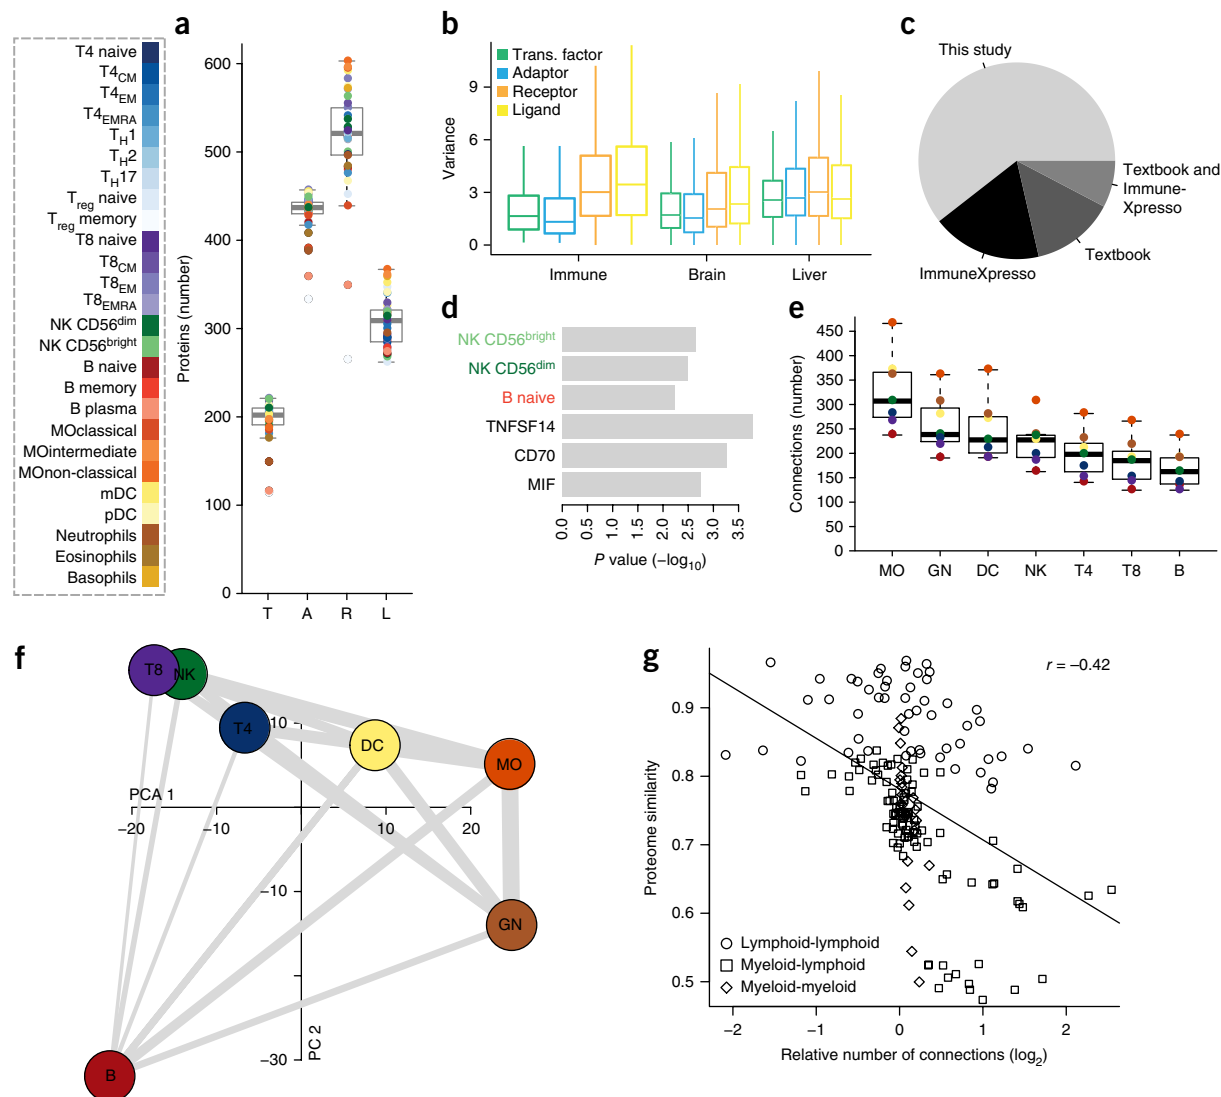 a
b
c
T4 naive
T4CM
T4EM
T4EMRA
TH1
TH2
TH17
Treg naive
Treg memory
T8 naive
T8CM
T8EM
T8EMRA
NK CD56dim
NK CD56bright
B naive
B memory
B plasma
MOclassical
MOintermediate
MOnon-classical
mDC
pDC
Neutrophils
Eosinophils
Basophils
Proteins (number)
600
500
400
300
200
100
0
T A R L
Trans. factor
Adaptor
Receptor
Ligand
Variance
9
6
3
0
Immune Brain Liver
This study
Textbook and
Immune-
Xpresso
Textbook
ImmuneXpresso
d
NK CD56bright
NK CD56dim
B naive
TNFSF14
CD70
MIF
0.0 0.5 1.0 1.5 2.0 2.5 3.0 3.5
P value (−log10)
e
Connections (number)
450
400
350
300
250
200
150
100
50
0
MO GN DC NK T4 T8 B
f
T8
NK
T4
DC
MO
GN
B
PCA 1
−20 −10 10 20
10
−10
−30
PC 2
g
r = −0.42
Proteome similarity
0.9
0.8
0.7
0.6
0.5
Lymphoid-lymphoid
Myeloid-lymphoid
Myeloid-myeloid
−2 −1 0 1 2
Relative number of connections (log2)